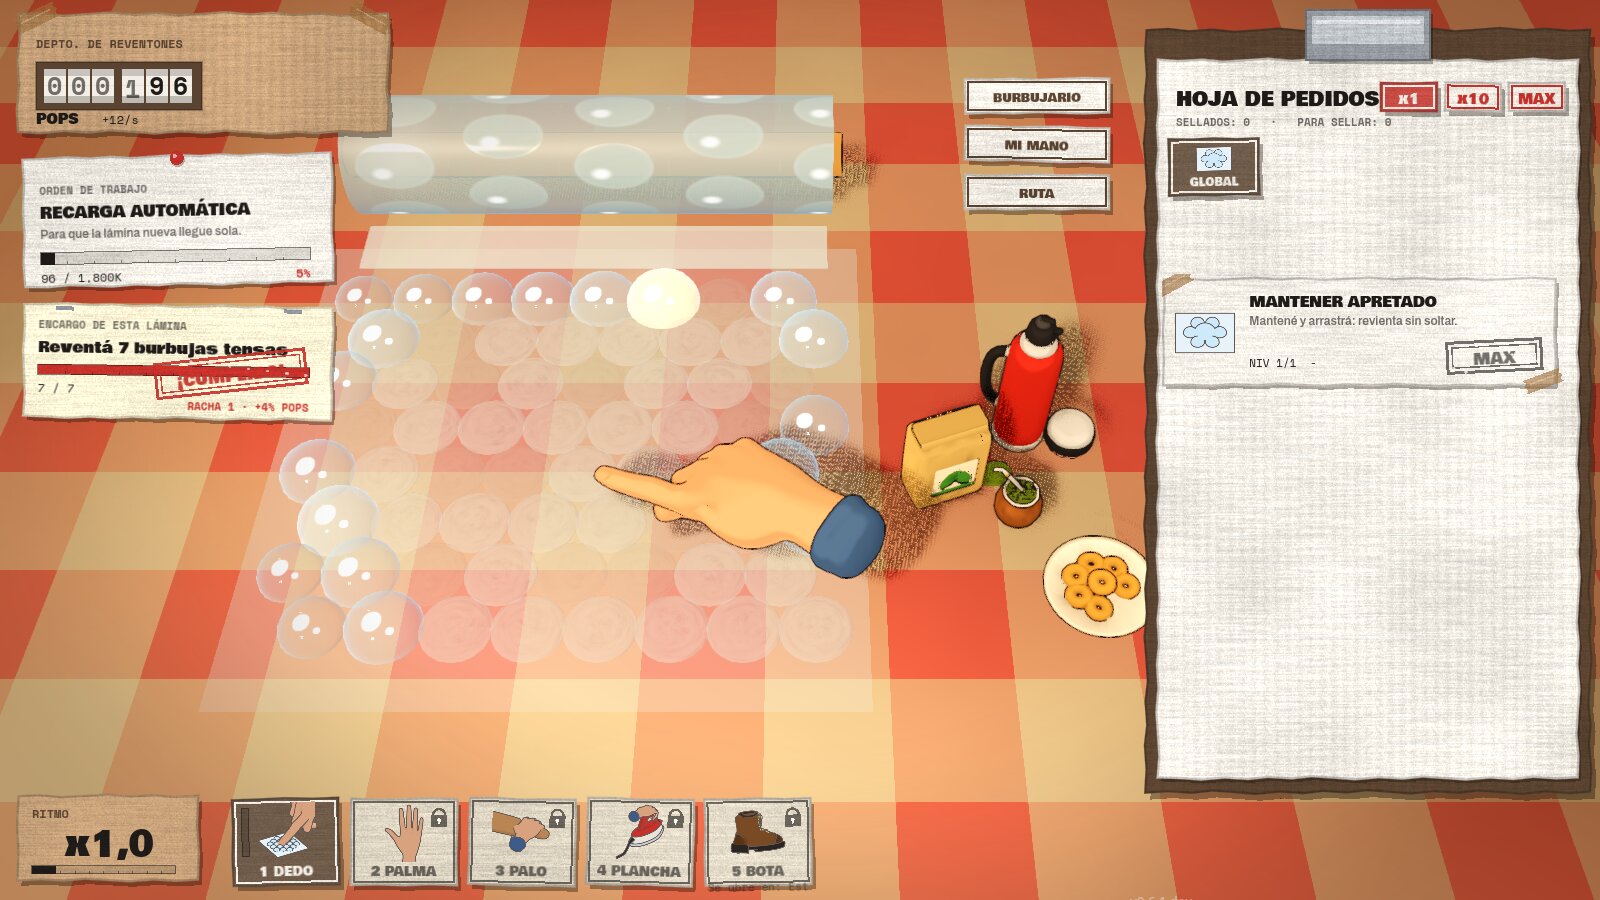 DEPTO. DE REVENTONES
000196
POPS +12/s
ORDEN DE TRABAJO
RECARGA AUTOMÁTICA
Para que la lámina nueva llegue sola.
96 / 1.800K 5%
ENCARGO DE ESTA LÁMINA
Reventá 7 burbujas tensas
7 / 7
RACHA 1 · +4% POPS
BURBUJARIO
MI MANO
RUTA
HOJA DE PEDIDOS
x1 x10 MAX
SELLADOS: 0 · PARA SELLAR: 0
GLOBAL
MANTENER APRETADO
Mantené y arrastrá: revienta sin soltar.
NIV 1/1 -
MAX
RITMO
x1,0
1 DEDO
2 PALMA
3 PALO
4 PLANCHA
5 BOTA